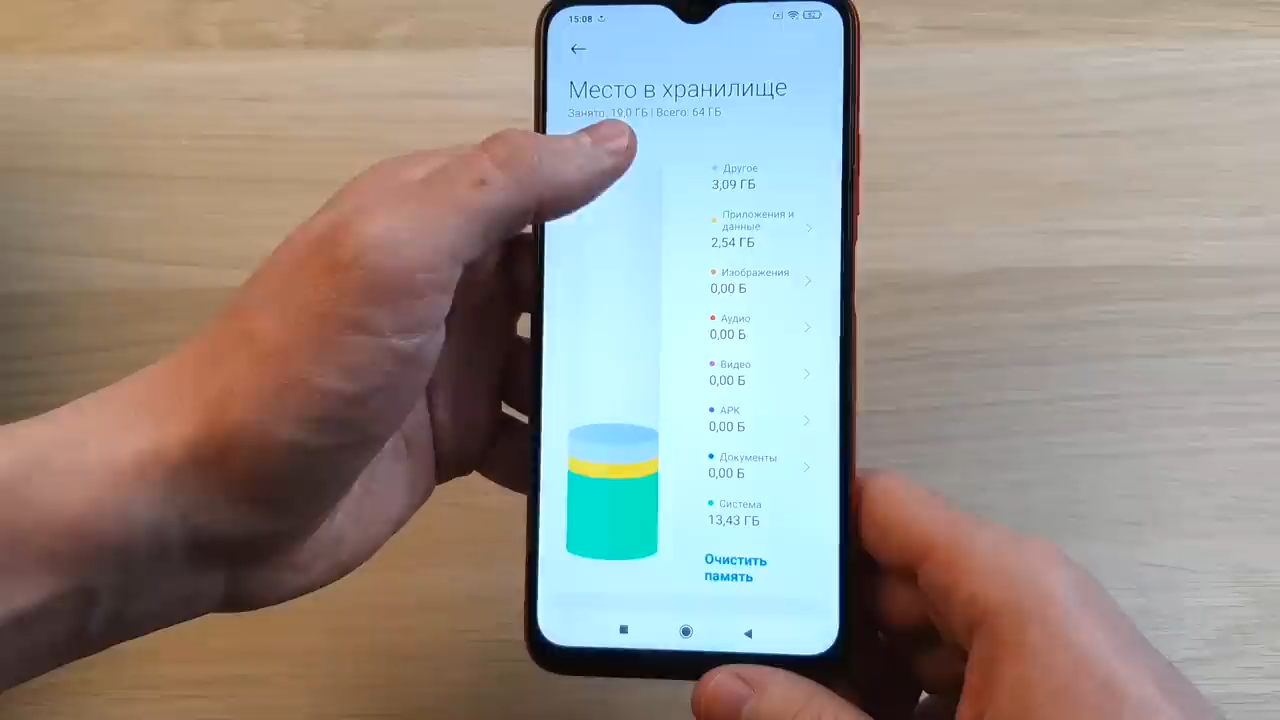 15:08
Место в хранилище
Занято: 19,0 ГБ | Всего: 64 ГБ
Другое
3,09 ГБ
Приложения и
данные
2,54 ГБ
Изображения
0,00 Б
Аудио
0,00 Б
Видео
0,00 Б
APK
0,00 Б
Документы
0,00 Б
Система
13,43 ГБ
Очистить
память